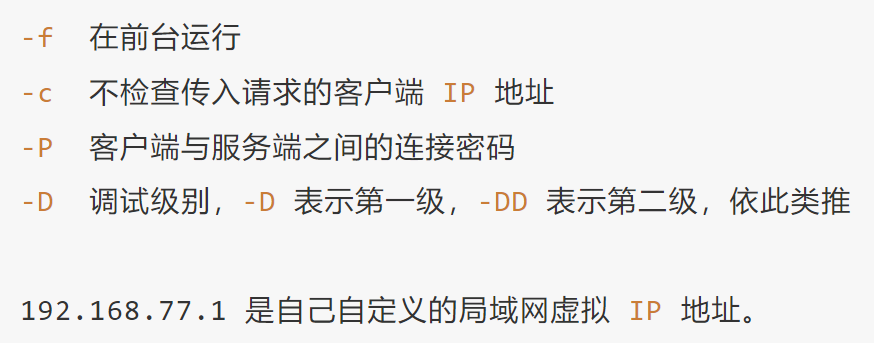 -f 在前台运行
-c 不检查传入请求的客户端 IP 地址
-P 客户端与服务端之间的连接密码
-D 调试级别，-D 表示第一级，-DD 表示第二级，依此类推
192.168.77.1 是自己自定义的局域网虚拟 IP 地址。